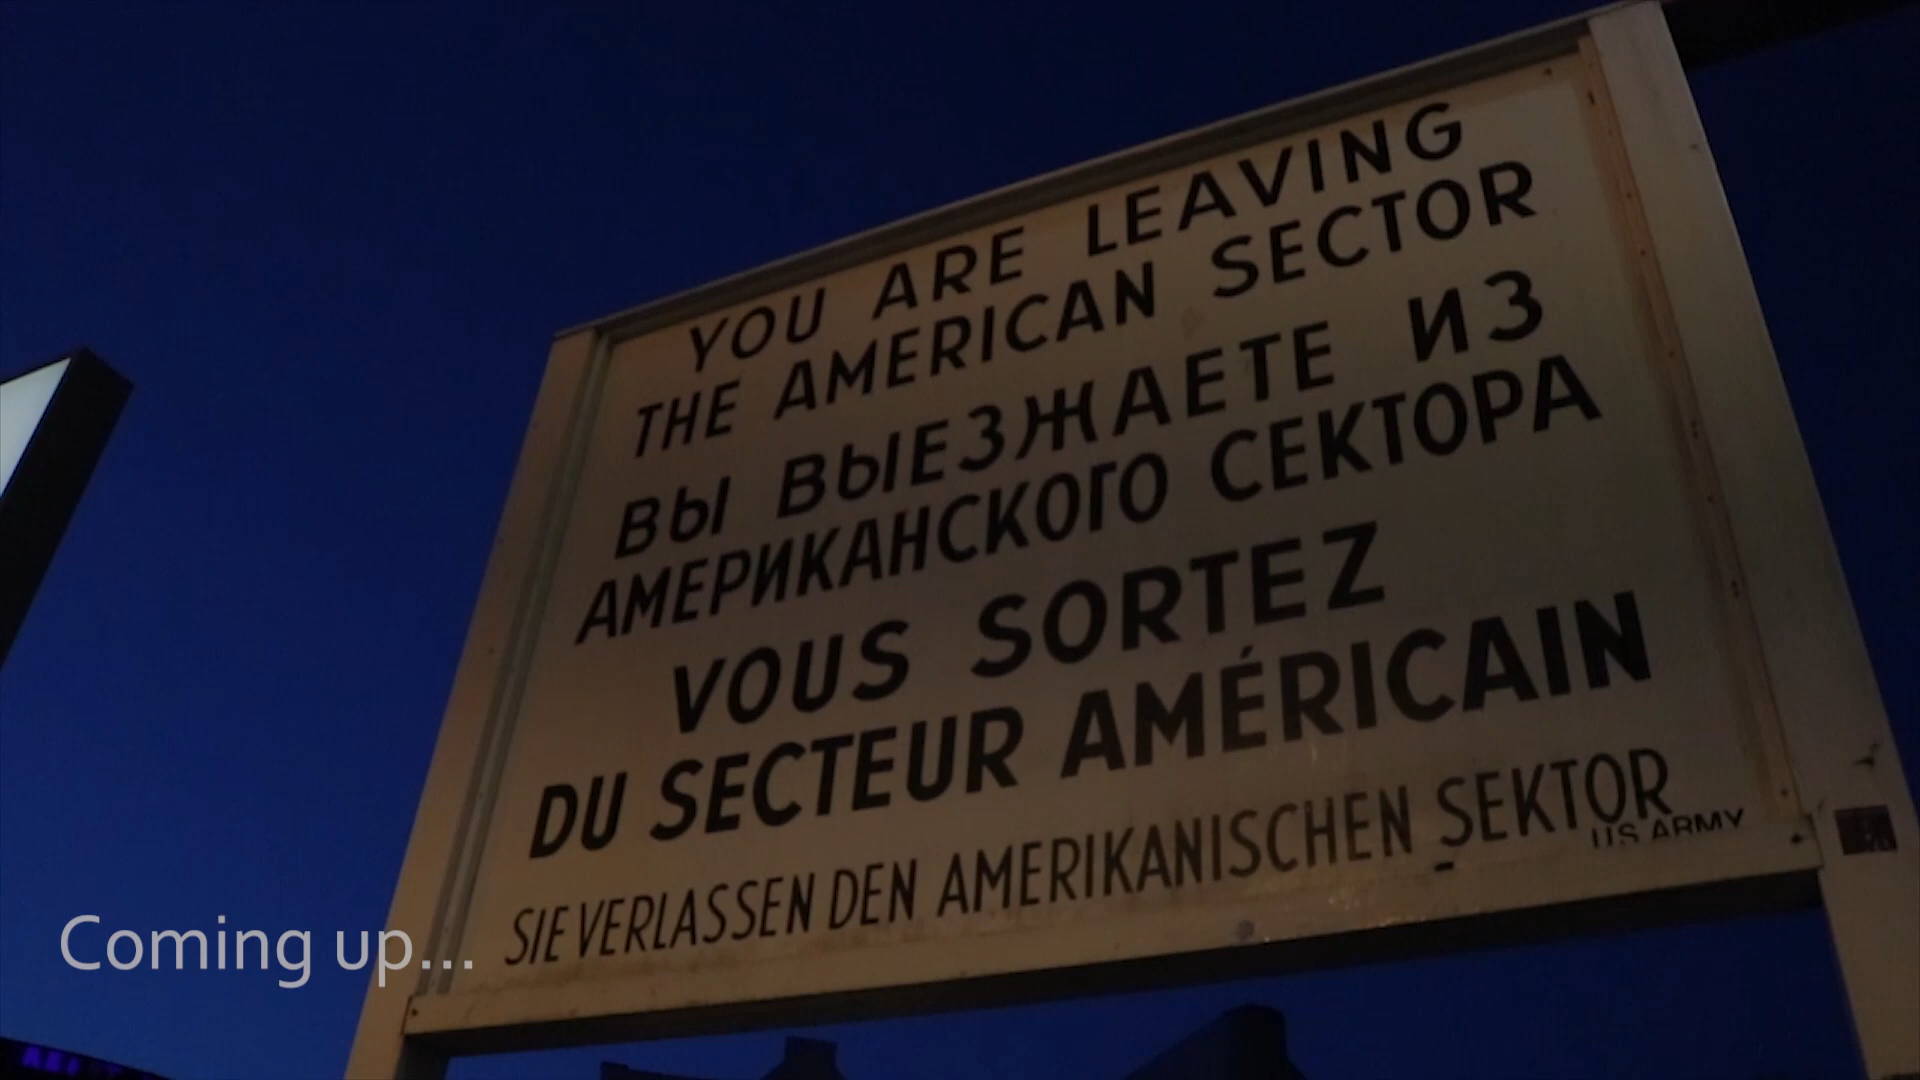 YOU ARE LEAVING
THE AMERICAN SECTOR
ВЫ ВЫЕЗЖАЕТЕ ИЗ
АМЕРИКАНСКОГО СЕКТОРА
VOUS SORTEZ
DU SECTEUR AMÉRICAIN
SIE VERLASSEN DEN AMERIKANISCHEN SEKTOR
US ARMY
Coming up...